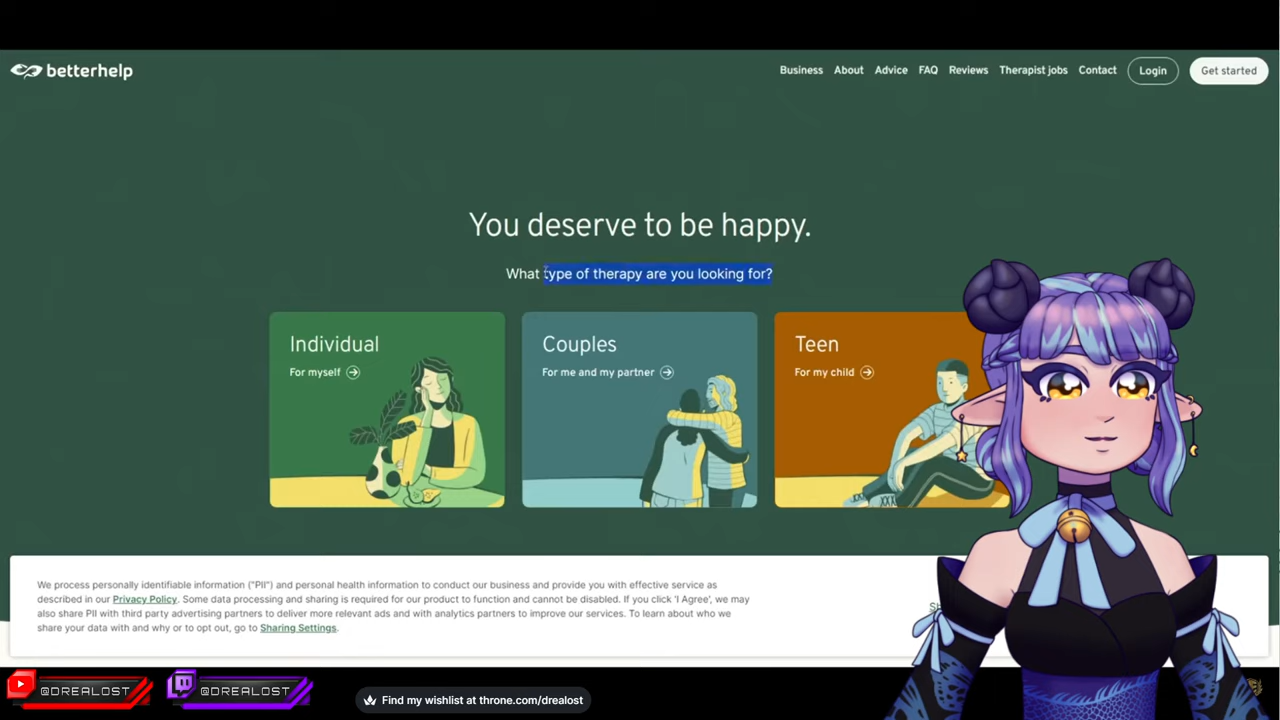 betterhelp
Business About Advice FAQ Reviews Therapist jobs Contact Login Get started
You deserve to be happy.
What type of therapy are you looking for?
Individual
For myself
Couples
For me and my partner
Teen
For my child
We process personally identifiable information ("PII") and personal health information to conduct our business and provide you with effective service as
described in our Privacy Policy. Some data processing and sharing is required for our product to function and cannot be disabled. If you click 'I Agree', we may
also share PII with third party advertising partners to deliver more relevant ads and with analytics partners to improve our services. To learn about who we
share your data with and why or to opt out, go to Sharing Settings.
@DREALOST
@DREALOST
Find my wishlist at throne.com/drealost